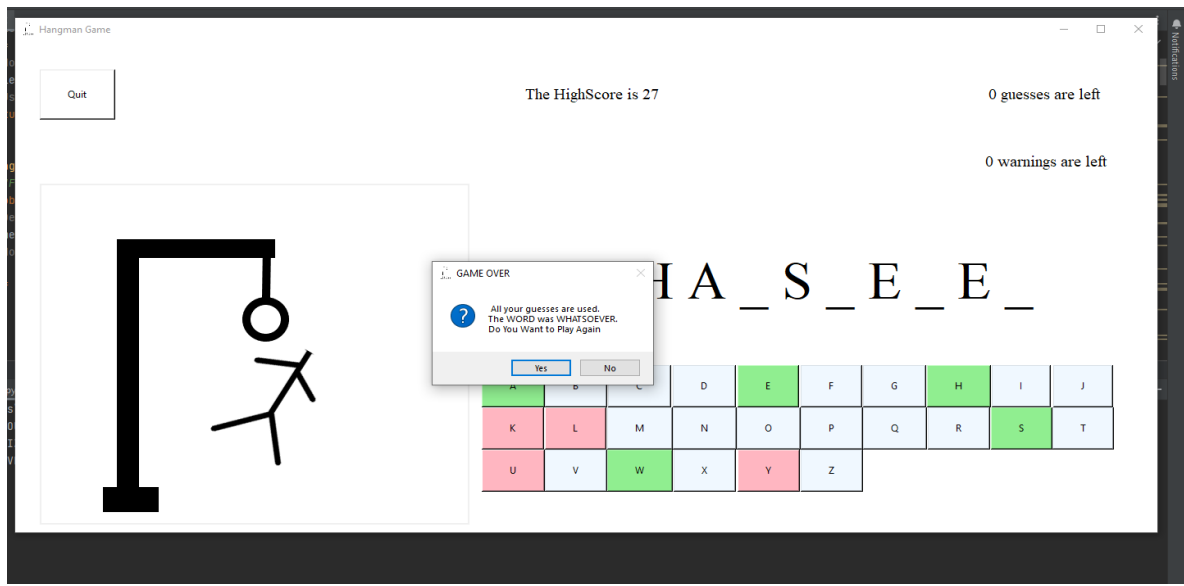 Hangman Game
Notifications
Quit
The HighScore is 27
0 guesses are left
0 warnings are left
GAME OVER
All your guesses are used.
The WORD was WHATSOEVER.
Do You Want to Play Again
Yes No
H A _ S _ E _ E _
A B C D E F G H I J
K L M N O P Q R S T
U V W X Y Z